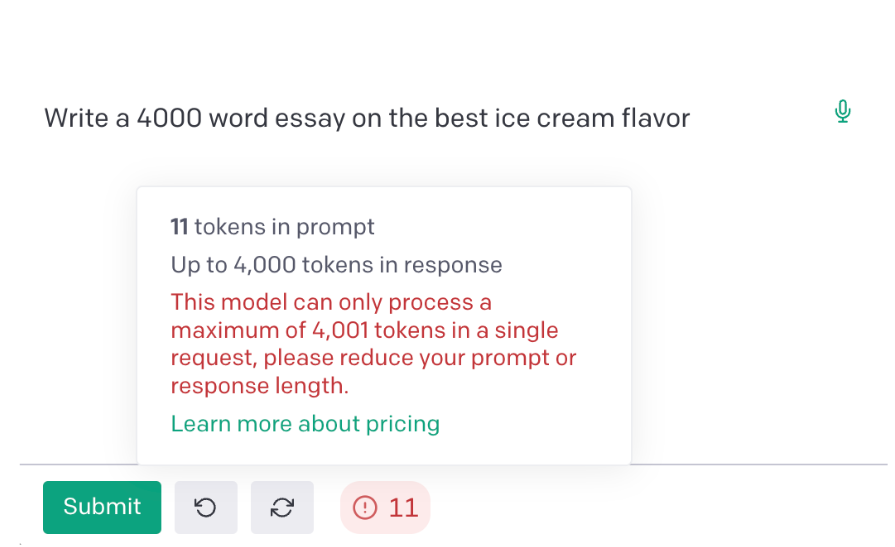 Write a 4000 word essay on the best ice cream flavor
11 tokens in prompt
Up to 4,000 tokens in response
This model can only process a
maximum of 4,001 tokens in a single
request, please reduce your prompt or
response length.
Learn more about pricing
Submit
11